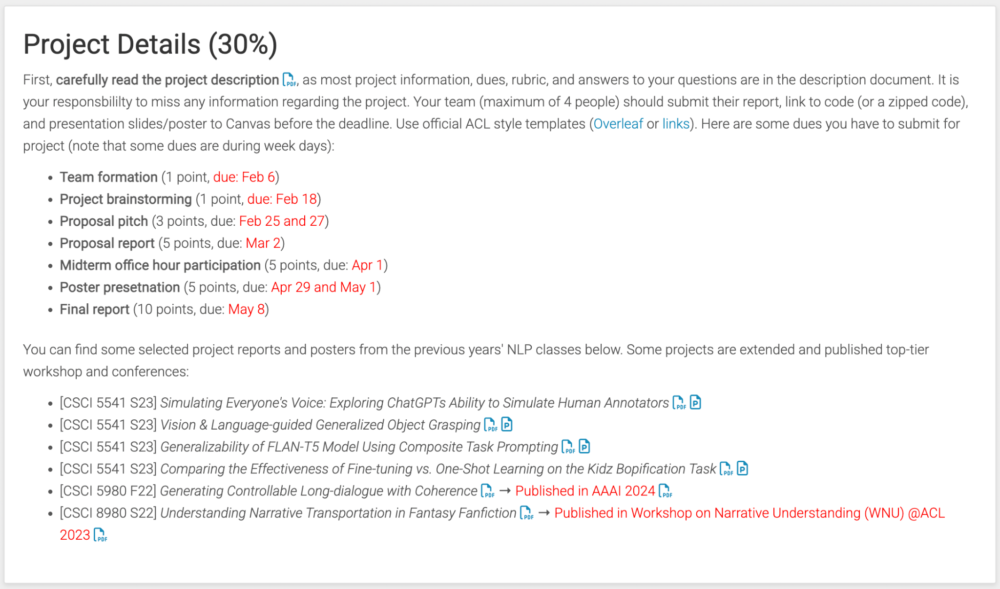 Project Details (30%)
First, carefully read the project description PDF, as most project information, dues, rubric, and answers to your questions are in the description document. It is
your responsbililty to miss any information regarding the project. Your team (maximum of 4 people) should submit their report, link to code (or a zipped code),
and presentation slides/poster to Canvas before the deadline. Use official ACL style templates (Overleaf or links). Here are some dues you have to submit for
project (note that some dues are during week days):
• Team formation (1 point, due: Feb 6)
• Project brainstorming (1 point, due: Feb 18)
• Proposal pitch (3 points, due: Feb 25 and 27)
• Proposal report (5 points, due: Mar 2)
• Midterm office hour participation (5 points, due: Apr 1)
• Poster presetnation (5 points, due: Apr 29 and May 1)
• Final report (10 points, due: May 8)
You can find some selected project reports and posters from the previous years' NLP classes below. Some projects are extended and published top-tier
workshop and conferences:
• [CSCI 5541 S23] Simulating Everyone's Voice: Exploring ChatGPTs Ability to Simulate Human Annotators PDF P
• [CSCI 5541 S23] Vision & Language-guided Generalized Object Grasping PDF P
• [CSCI 5541 S23] Generalizability of FLAN-T5 Model Using Composite Task Prompting PDF P
• [CSCI 5541 S23] Comparing the Effectiveness of Fine-tuning vs. One-Shot Learning on the Kidz Bopification Task PDF P
• [CSCI 5980 F22] Generating Controllable Long-dialogue with Coherence PDF → Published in AAAI 2024 PDF
• [CSCI 8980 S22] Understanding Narrative Transportation in Fantasy Fanfiction PDF → Published in Workshop on Narrative Understanding (WNU) @ACL
2023 PDF